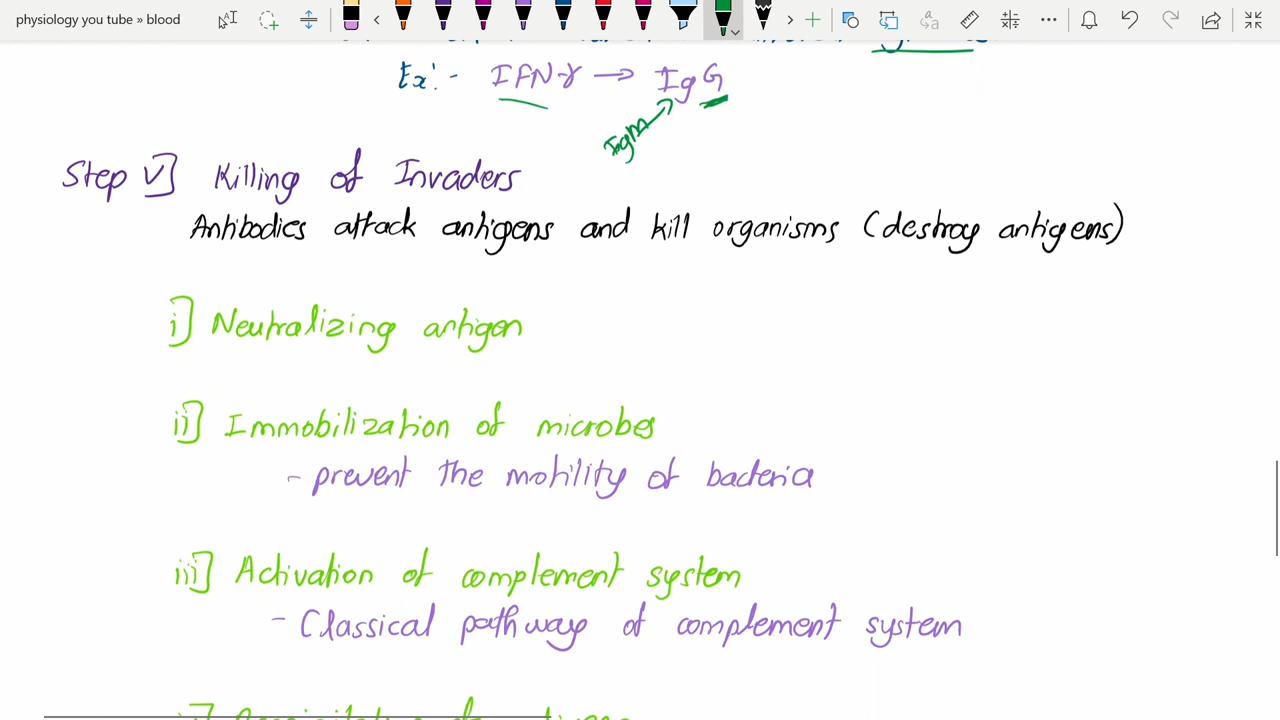 physiology you tube » blood
Ex:- IFNγ → IgG
IgM
Step V] Killing of Invaders
Antibodies attack antigens and kill organisms (destroy antigens)
i] Neutralizing antigen
ii] Immobilization of microbes
- prevent the motility of bacteria
iii] Activation of complement system
- Classical pathway of complement system